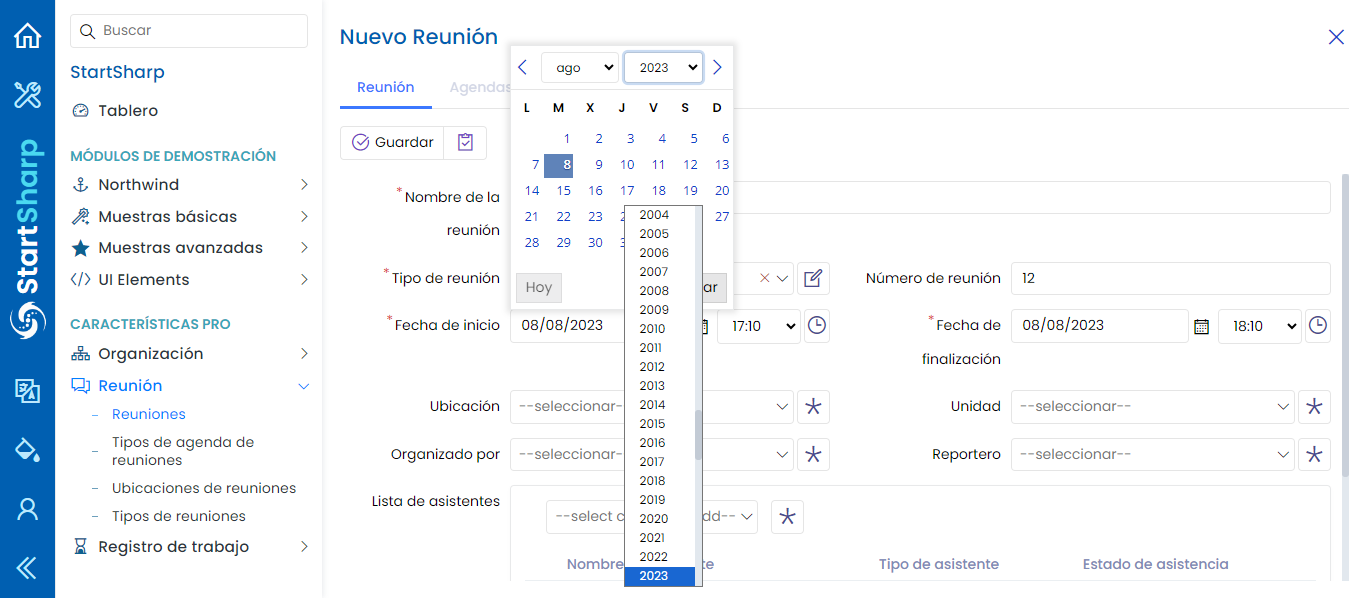 Buscar
StartSharp
Tablero
MÓDULOS DE DEMOSTRACIÓN
Northwind
Muestras básicas
Muestras avanzadas
UI Elements
CARACTERÍSTICAS PRO
Organización
Reunión
Reuniones
Tipos de agenda de
reuniones
Ubicaciones de reuniones
Tipos de reuniones
Registro de trabajo
StartSharp
Nuevo Reunión
Reunión
Agendas
Guardar
ago
2023
L M X J V S D
1 2 3 4 5 6
7 8 9 10 11 12 13
14 15 16 17 18 19 20
21 22 23 27
28 29 30
Hoy
2004
2005
2006
2007
2008
2009
2010
2011
2012
2013
2014
2015
2016
2017
2018
2019
2020
2021
2022
2023
*Nombre de la
reunión
*Tipo de reunión
Número de reunión
12
*Fecha de inicio
08/08/2023
17:10
*Fecha de
finalización
08/08/2023
18:10
Ubicación
--seleccionar-
Unidad
--seleccionar--
Organizado por
--seleccionar-
Reportero
--seleccionar--
Lista de asistentes
--select
Nombre
Tipo de asistente
Estado de asistencia